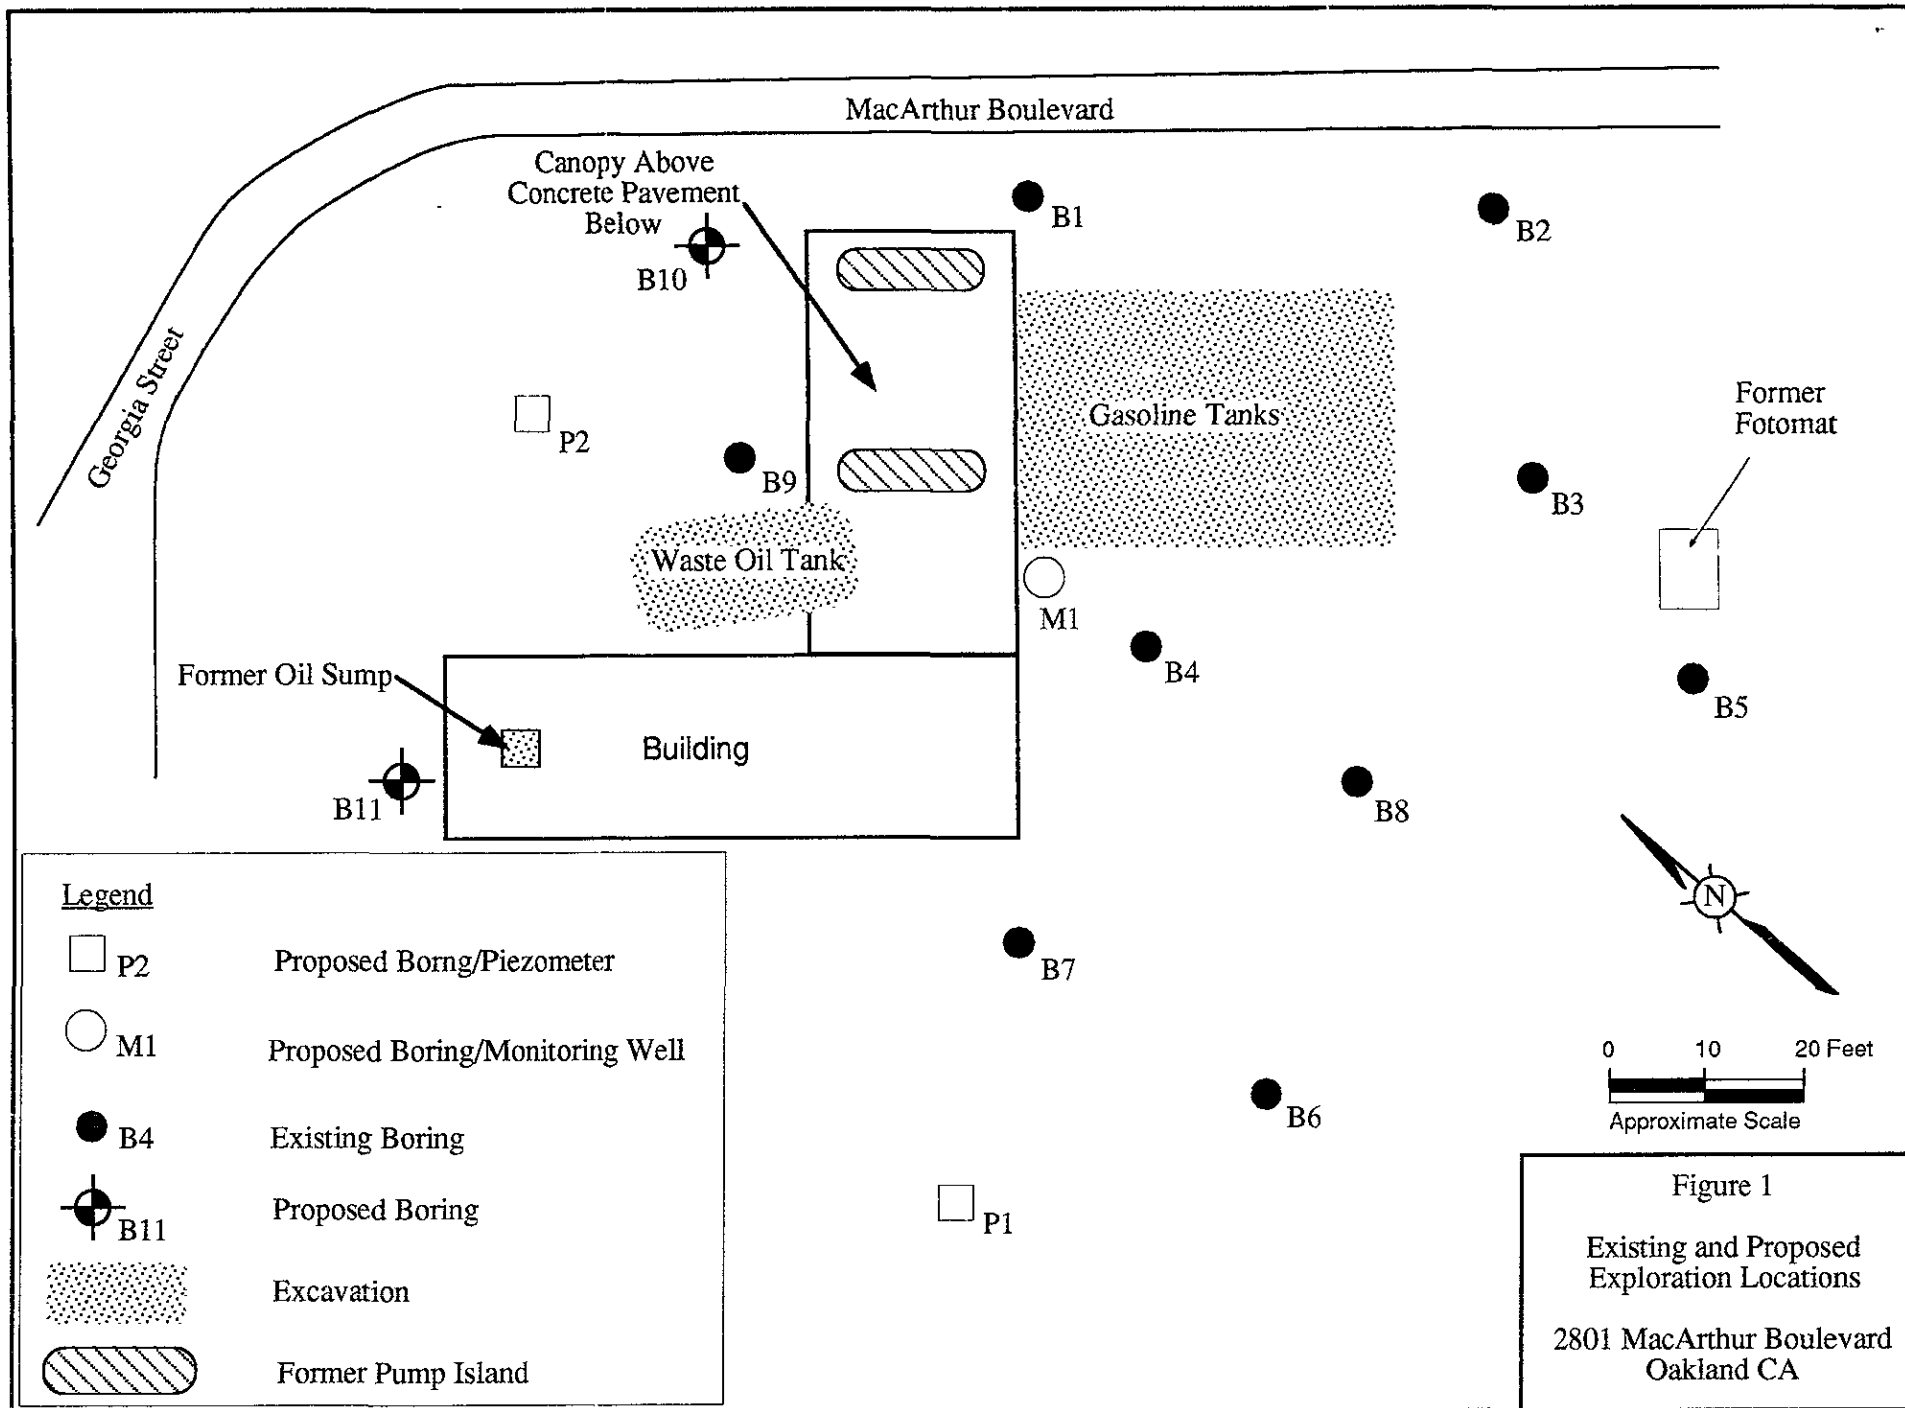 MacArthur Boulevard
Canopy Above
Concrete Pavement
Below
B1
B2
B10
Georgia Street
P2
B9
Gasoline Tanks
Former
Fotomat
B3
Waste Oil Tank
M1
B4
Former Oil Sump
B5
Building
B11
B8
N
B7
B6
P1
Legend
P2
Proposed Borng/Piezometer
M1
Proposed Boring/Monitoring Well
B4
Existing Boring
B11
Proposed Boring
Excavation
Former Pump Island
0 10 20 Feet
Approximate Scale
Figure 1
Existing and Proposed
Exploration Locations
2801 MacArthur Boulevard
Oakland CA